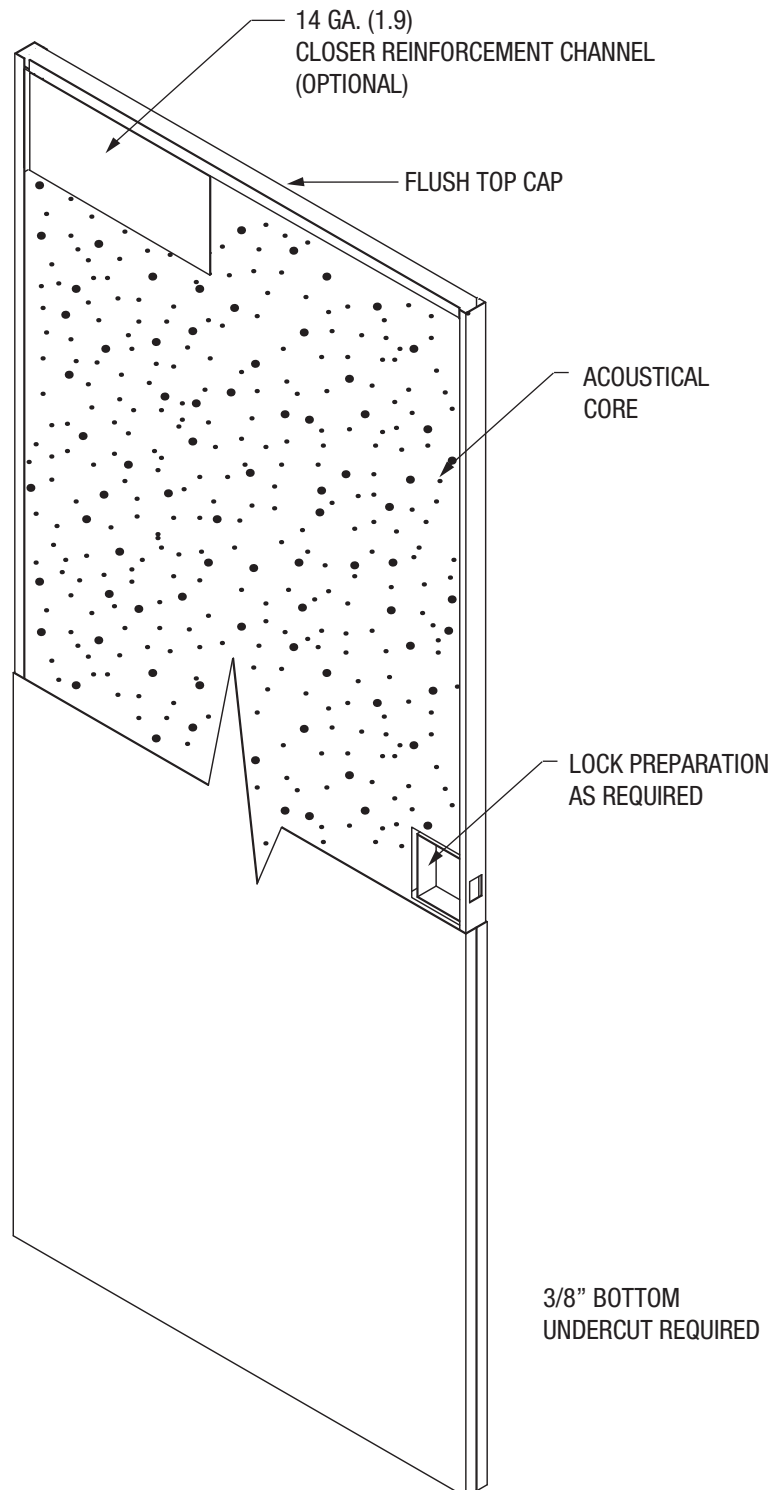 14 GA. (1.9)
CLOSER REINFORCEMENT CHANNEL
(OPTIONAL)
FLUSH TOP CAP
ACOUSTICAL
CORE
LOCK PREPARATION
AS REQUIRED
3/8” BOTTOM
UNDERCUT REQUIRED